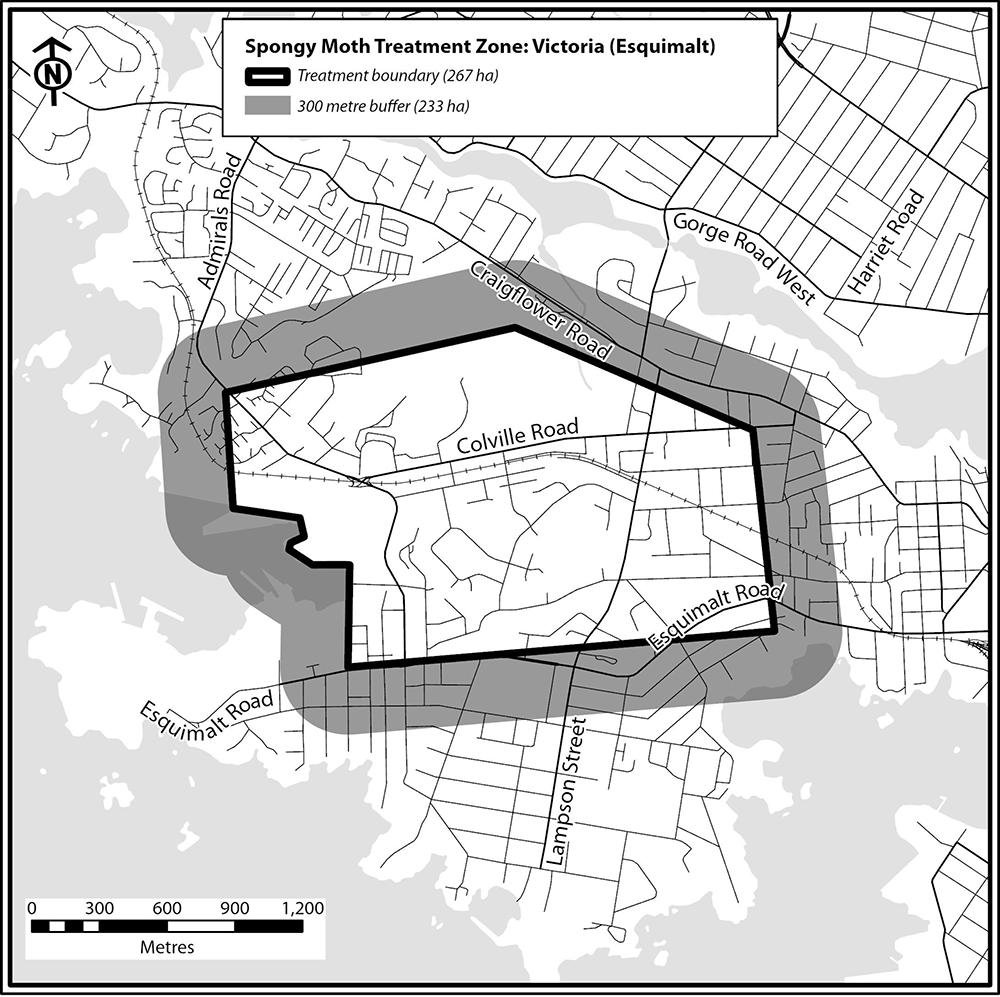 Spongy Moth Treatment Zone: Victoria (Esquimalt)
Treatment boundary (267 ha)
300 metre buffer (233 ha)
N
Admirals Road
Gorge Road West
Harriet Road
Craigflower Road
Colville Road
Esquimalt Road
Esquimalt Road
Lampson Street
0 300 600 900 1,200
Metres